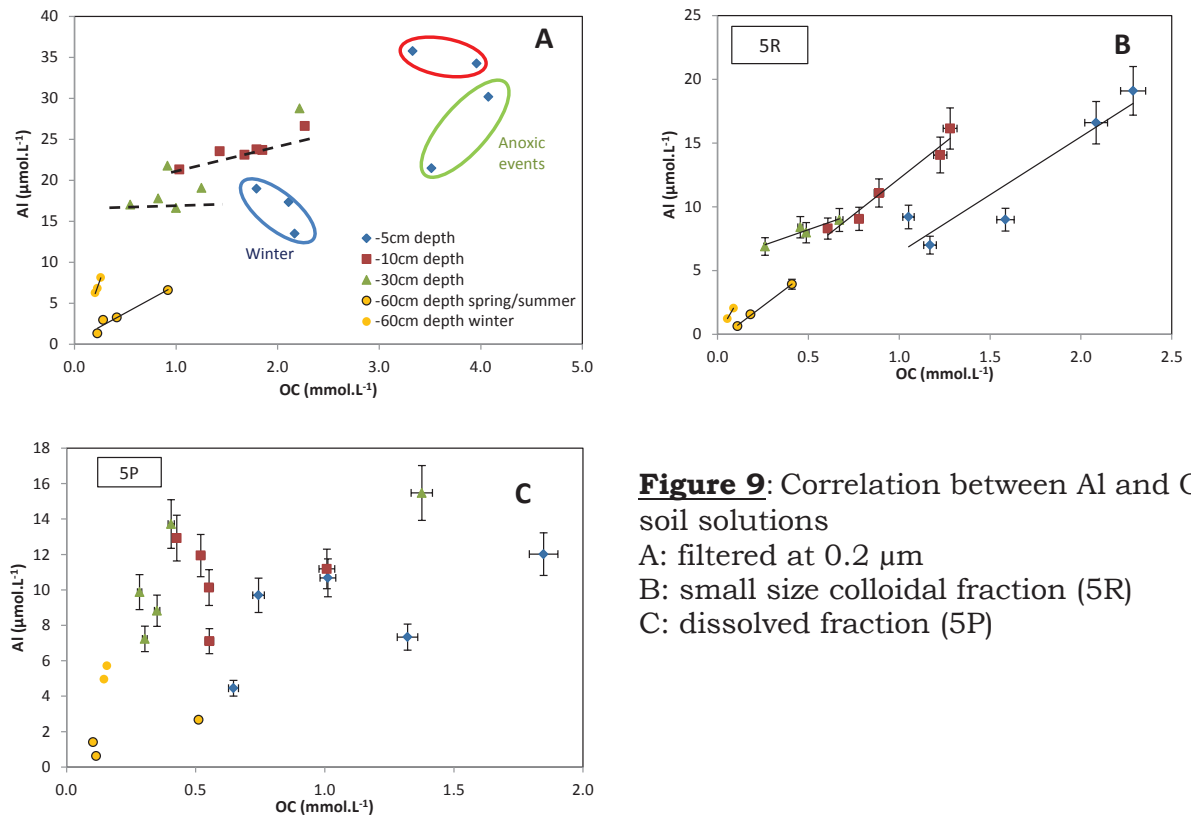 A
Al (µmol.L-1)
40
35
30
25
20
15
10
5
0
0.0 1.0 2.0 3.0 4.0 5.0
OC (mmol.L-1)
Anoxic
events
Winter
-5cm depth
-10cm depth
-30cm depth
-60cm depth spring/summer
-60cm depth winter
5R
B
Al (µmol.L-1)
25
20
15
10
5
0
0.0 0.5 1.0 1.5 2.0 2.5
OC (mmol.L-1)
5P
C
Al (µmol.L-1)
18
16
14
12
10
8
6
4
2
0
0.0 0.5 1.0 1.5 2.0
OC (mmol.L-1)
Figure 9: Correlation between Al and
soil solutions
A: filtered at 0.2 µm
B: small size colloidal fraction (5R)
C: dissolved fraction (5P)